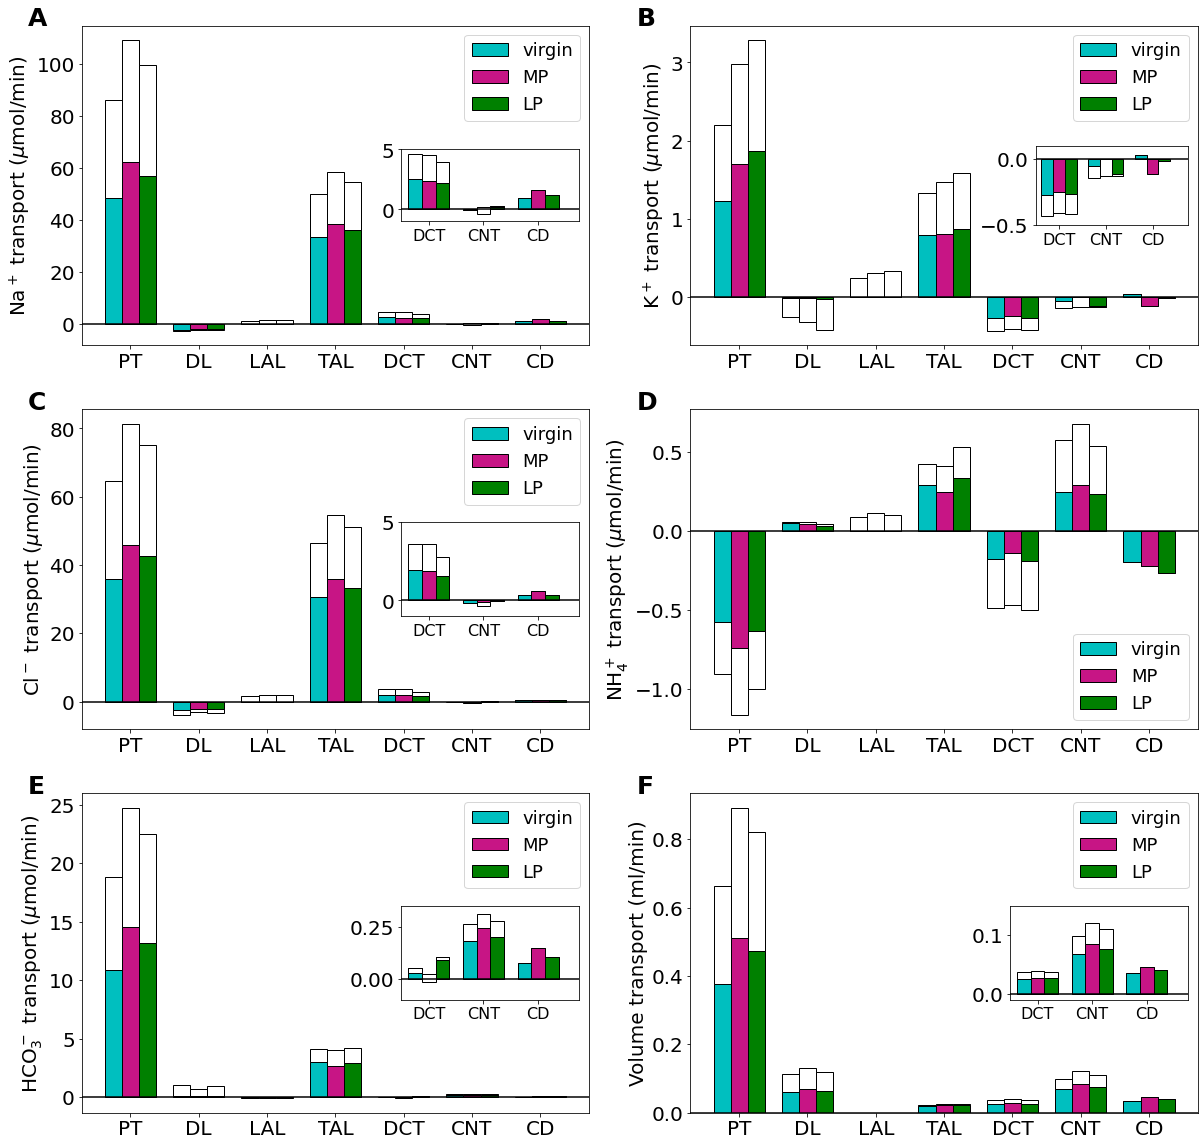 A
Na⁺ transport (μmol/min)
100
80
60
40
20
0
virgin
MP
LP
5
0
DCT CNT CD
PT DL LAL TAL DCT CNT CD
B
K⁺ transport (μmol/min)
3
2
1
0
virgin
MP
LP
0.0
−0.5
DCT CNT CD
PT DL LAL TAL DCT CNT CD
C
Cl⁻ transport (μmol/min)
80
60
40
20
0
virgin
MP
LP
5
0
DCT CNT CD
PT DL LAL TAL DCT CNT CD
D
NH₄⁺ transport (μmol/min)
0.5
0.0
−0.5
−1.0
virgin
MP
LP
PT DL LAL TAL DCT CNT CD
E
HCO₃⁻ transport (μmol/min)
25
20
15
10
5
0
virgin
MP
LP
0.25
0.00
DCT CNT CD
PT DL LAL TAL DCT CNT CD
F
Volume transport (ml/min)
0.8
0.6
0.4
0.2
0.0
virgin
MP
LP
0.1
0.0
DCT CNT CD
PT DL LAL TAL DCT CNT CD